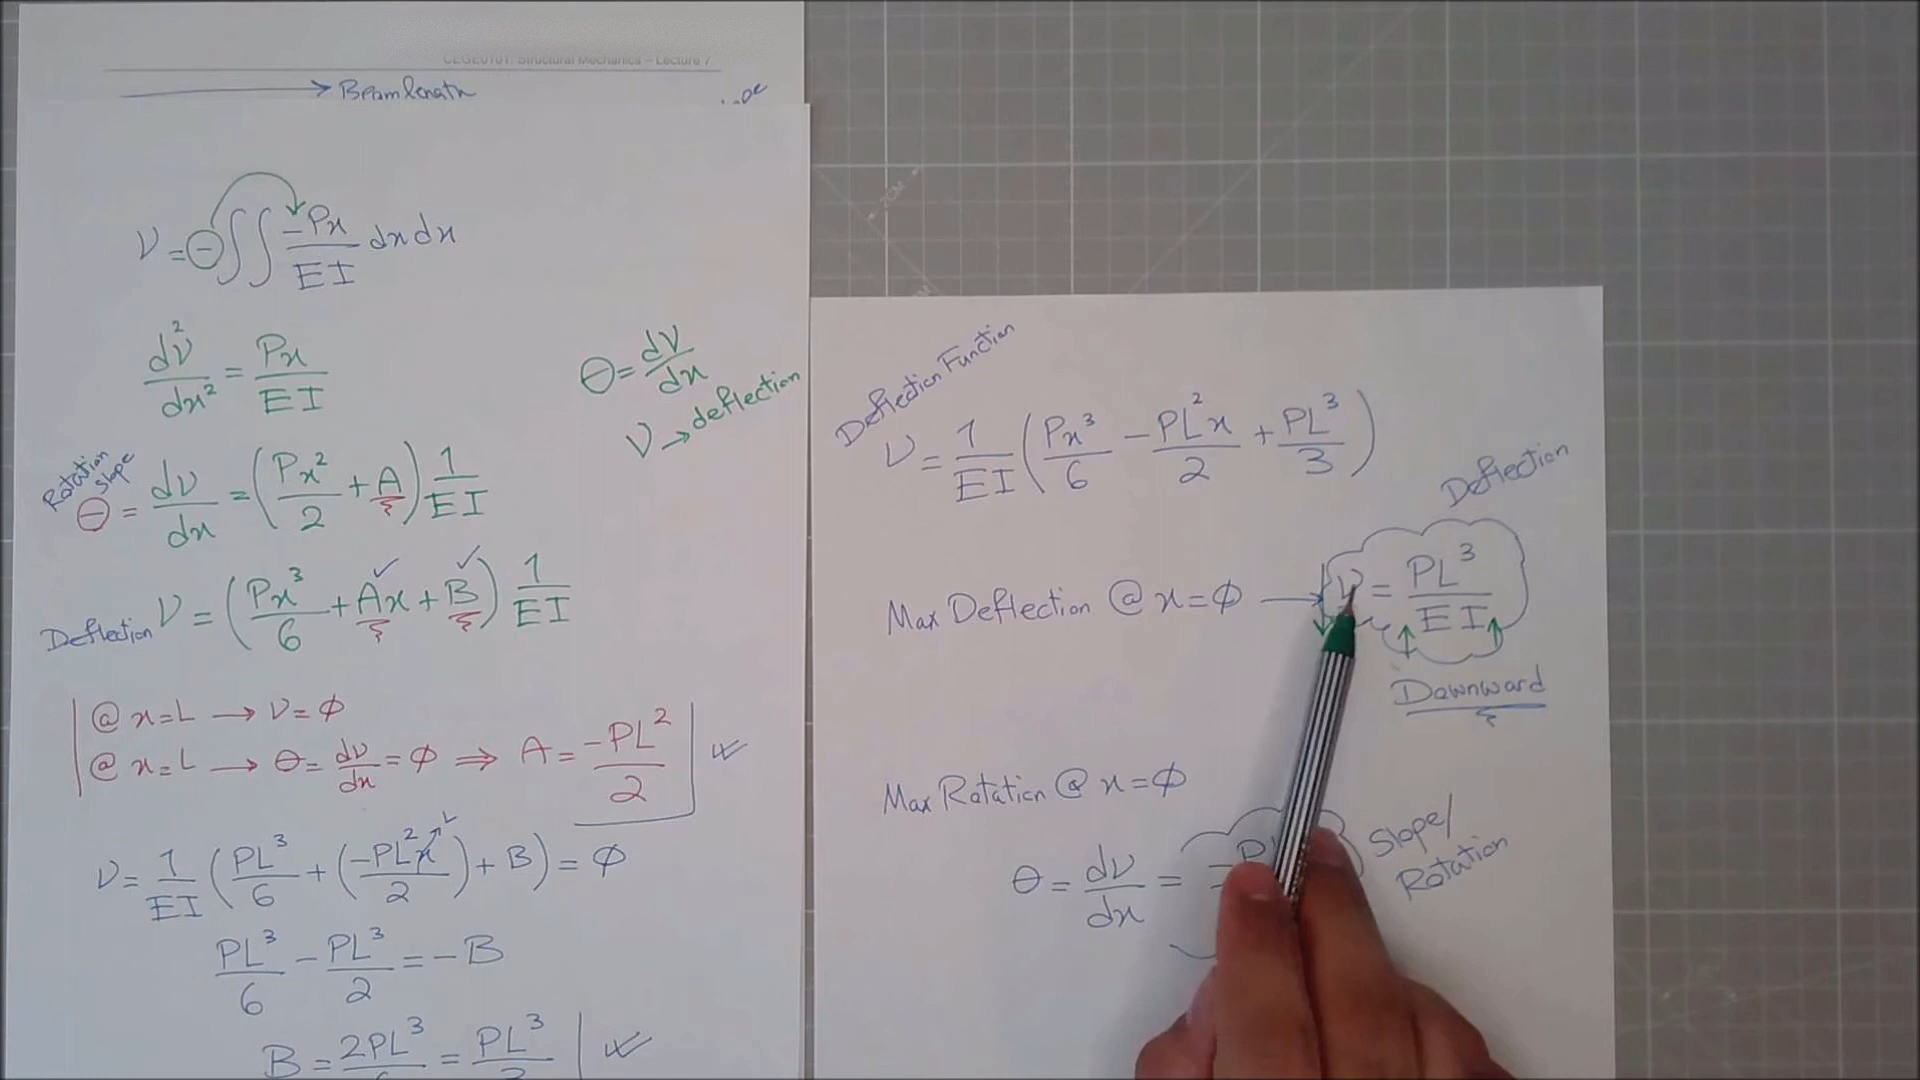 CEGE0101: Structural Mechanics – Lecture 7
→ Beam length
ν = ⊖ ∫∫ -Px/EI dx dx
d²ν/dx² = Px/EI
θ = dν/dx
ν → deflection
Rotation
Slope
θ = dν/dx = (Px²/2 + A) 1/EI
Deflection ν = (Px³/6 + Ax + B) 1/EI
@ x=L → ν=ϕ
@ x=L → θ = dν/dx = ϕ ⇒ A = -PL²/2
ν = 1/EI (PL³/6 + (-PL²x/2) + B) = ϕ
L
PL³/6 - PL³/2 = -B
B = 2PL³/6 = PL³/3
2CM
Deflection Function
ν = 1/EI (Px³/6 - PL²x/2 + PL³/3)
Deflection
Max Deflection @ x=ϕ → ν = PL³/EI
Downward
Max Rotation @ x=ϕ
θ = dν/dx =
Slope/
Rotation